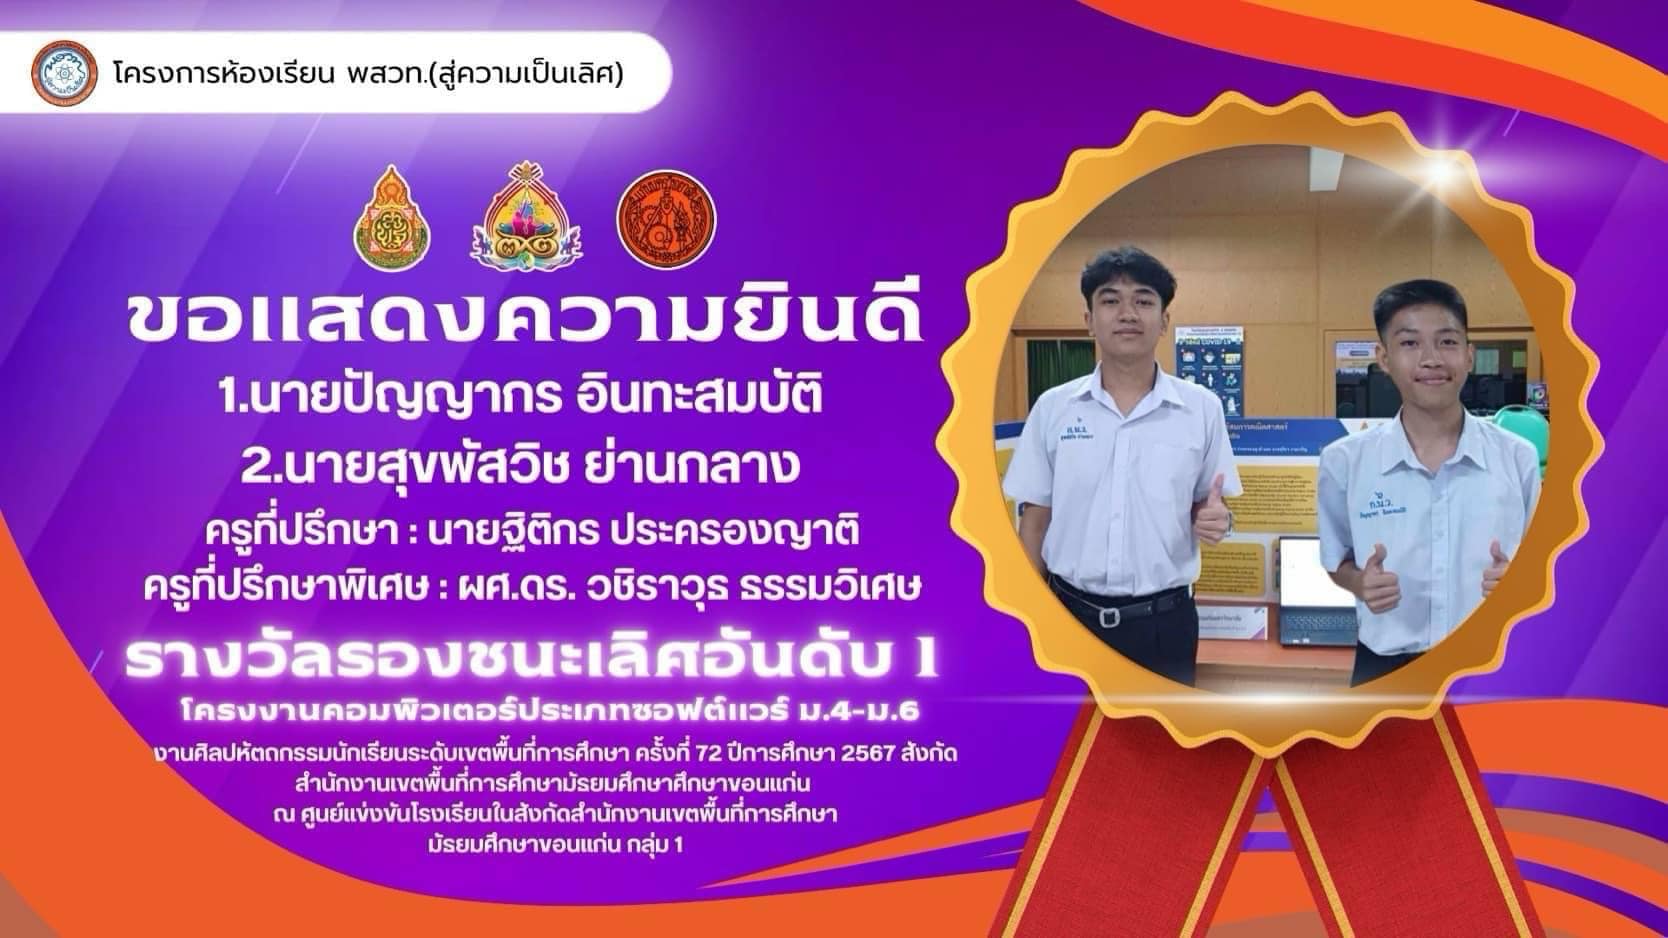 โครงการห้องเรียน พสวท.(สู่ความเป็นเลิศ)
ขอแสดงความยินดี
1.นายปัญญากร อินทะสมบัติ
2.นายสุขพัสวิช ย่านกลาง
ครูที่ปรึกษา : นายฐิติกร ประครองญาติ
ครูที่ปรึกษาพิเศษ : ผศ.ดร. วชิราวุธ ธรรมวิเศษ
รางวัลรองชนะเลิศอันดับ 1
โครงงานคอมพิวเตอร์ประเภทซอฟต์แวร์ ม.4-ม.6
งานศิลปหัตถกรรมนักเรียนระดับเขตพื้นที่การศึกษา ครั้งที่ 72 ปีการศึกษา 2567 สังกัด
สำนักงานเขตพื้นที่การศึกษามัธยมศึกษาศึกษาขอนแก่น
ณ ศูนย์แข่งขันโรงเรียนในสังกัดสำนักงานเขตพื้นที่การศึกษา
มัธยมศึกษาขอนแก่น กลุ่ม 1
ก.น.ว.
ก.น.ว.